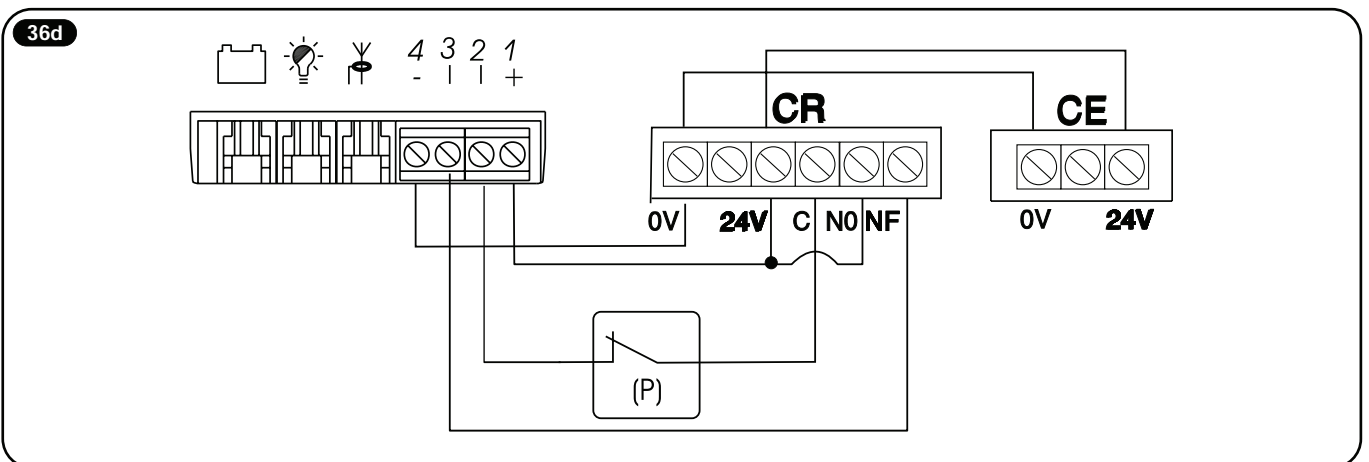 36d
4 3 2 1
- | | +
CR
CE
0V 24V C N0 NF
0V 24V
(P)